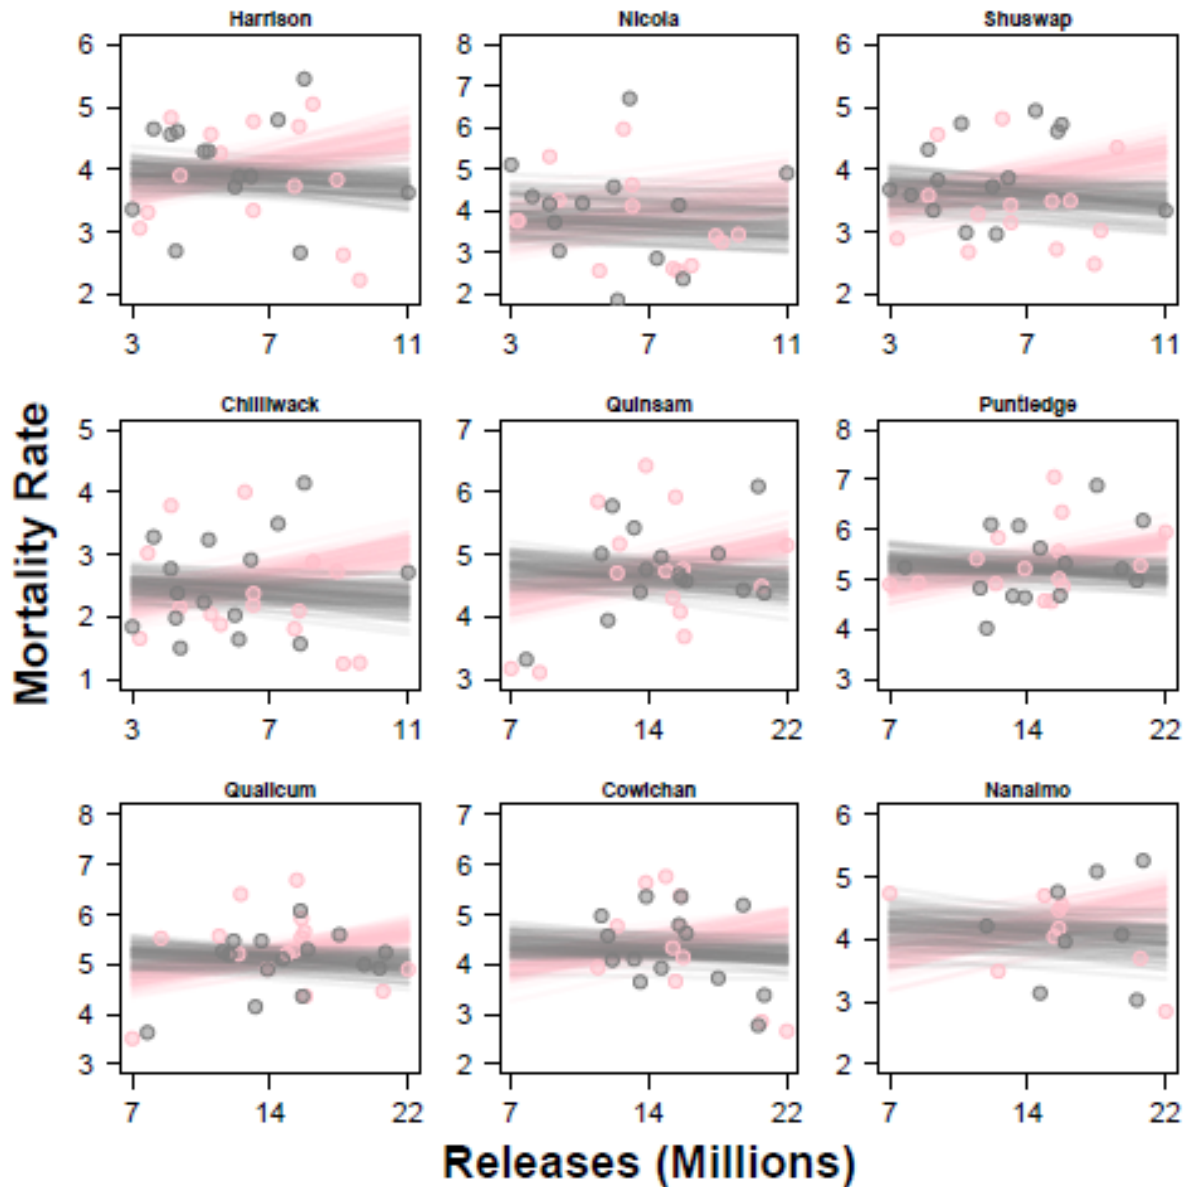 Harrison
Nicola
Shuswap
6
5
4
3
2
8
7
6
5
4
3
2
6
5
4
3
2
3 7 11
3 7 11
3 7 11
Chilliwack
Quinsam
Puntledge
5
4
3
2
1
7
6
5
4
3
8
7
6
5
4
3
3 7 11
7 14 22
7 14 22
Mortality Rate
Qualicum
Cowichan
Nanaimo
8
7
6
5
4
3
7
6
5
4
3
2
6
5
4
3
2
7 14 22
7 14 22
7 14 22
Releases (Millions)